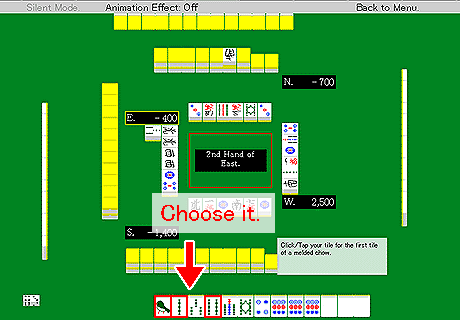 Silent Mode. Animation Effect: Off Back to Menu.
N. -700
E. -400
2nd Hand of
East.
W. 2,500
Choose it.
S. -1,400
Click/Tap your tile for the first tile
of a melded chow.